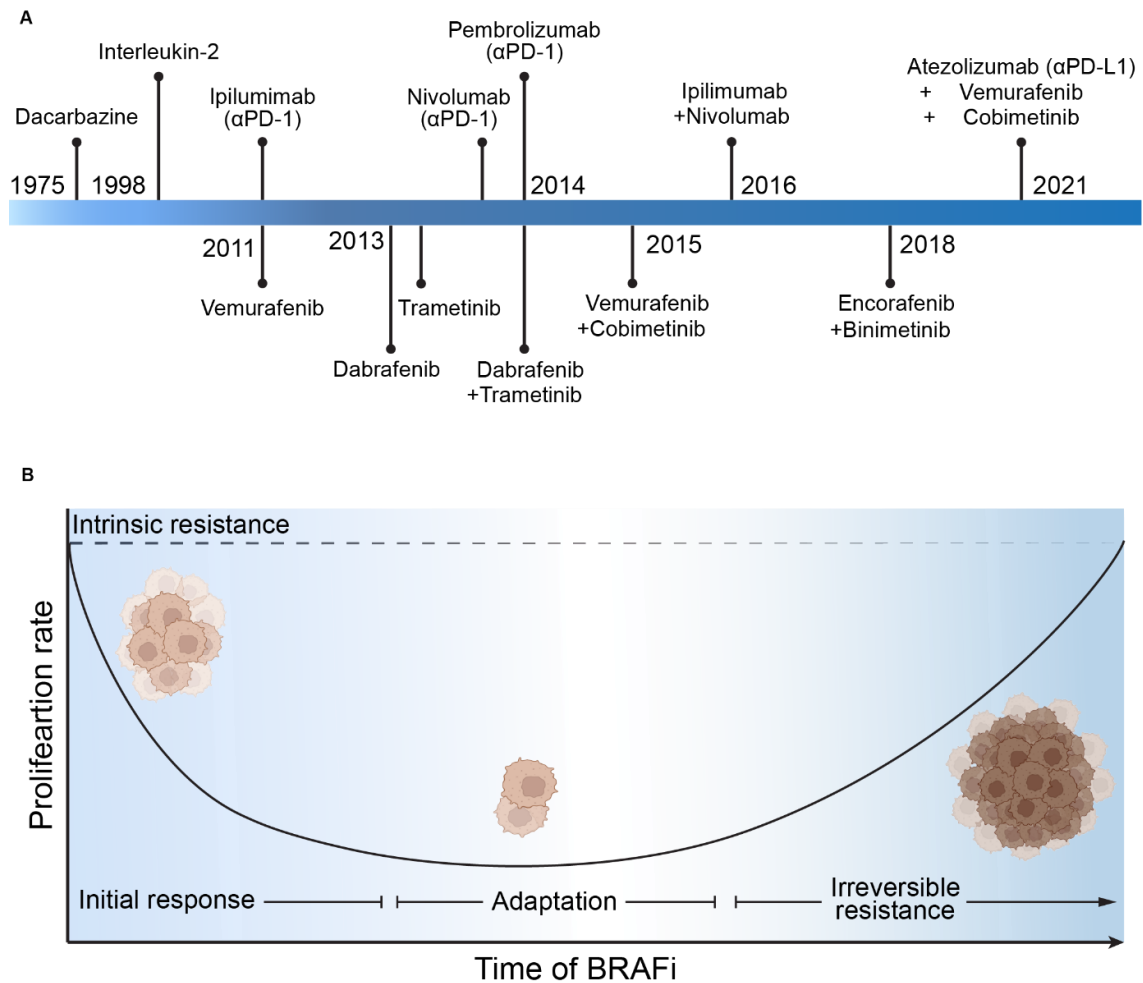 A
Dacarbazine
Interleukin-2
Ipilumimab
(αPD-1)
Nivolumab
(αPD-1)
Pembrolizumab
(αPD-1)
Ipilimumab
+Nivolumab
Atezolizumab (αPD-L1)
+ Vemurafenib
+ Cobimetinib
1975
1998
2014
2016
2021
2011
2013
2015
2018
Vemurafenib
Dabrafenib
Trametinib
Dabrafenib
+Trametinib
Vemurafenib
+Cobimetinib
Encorafenib
+Binimetinib
B
Intrinsic resistance
Prolifeartion rate
Initial response
Adaptation
Irreversible
resistance
Time of BRAFi